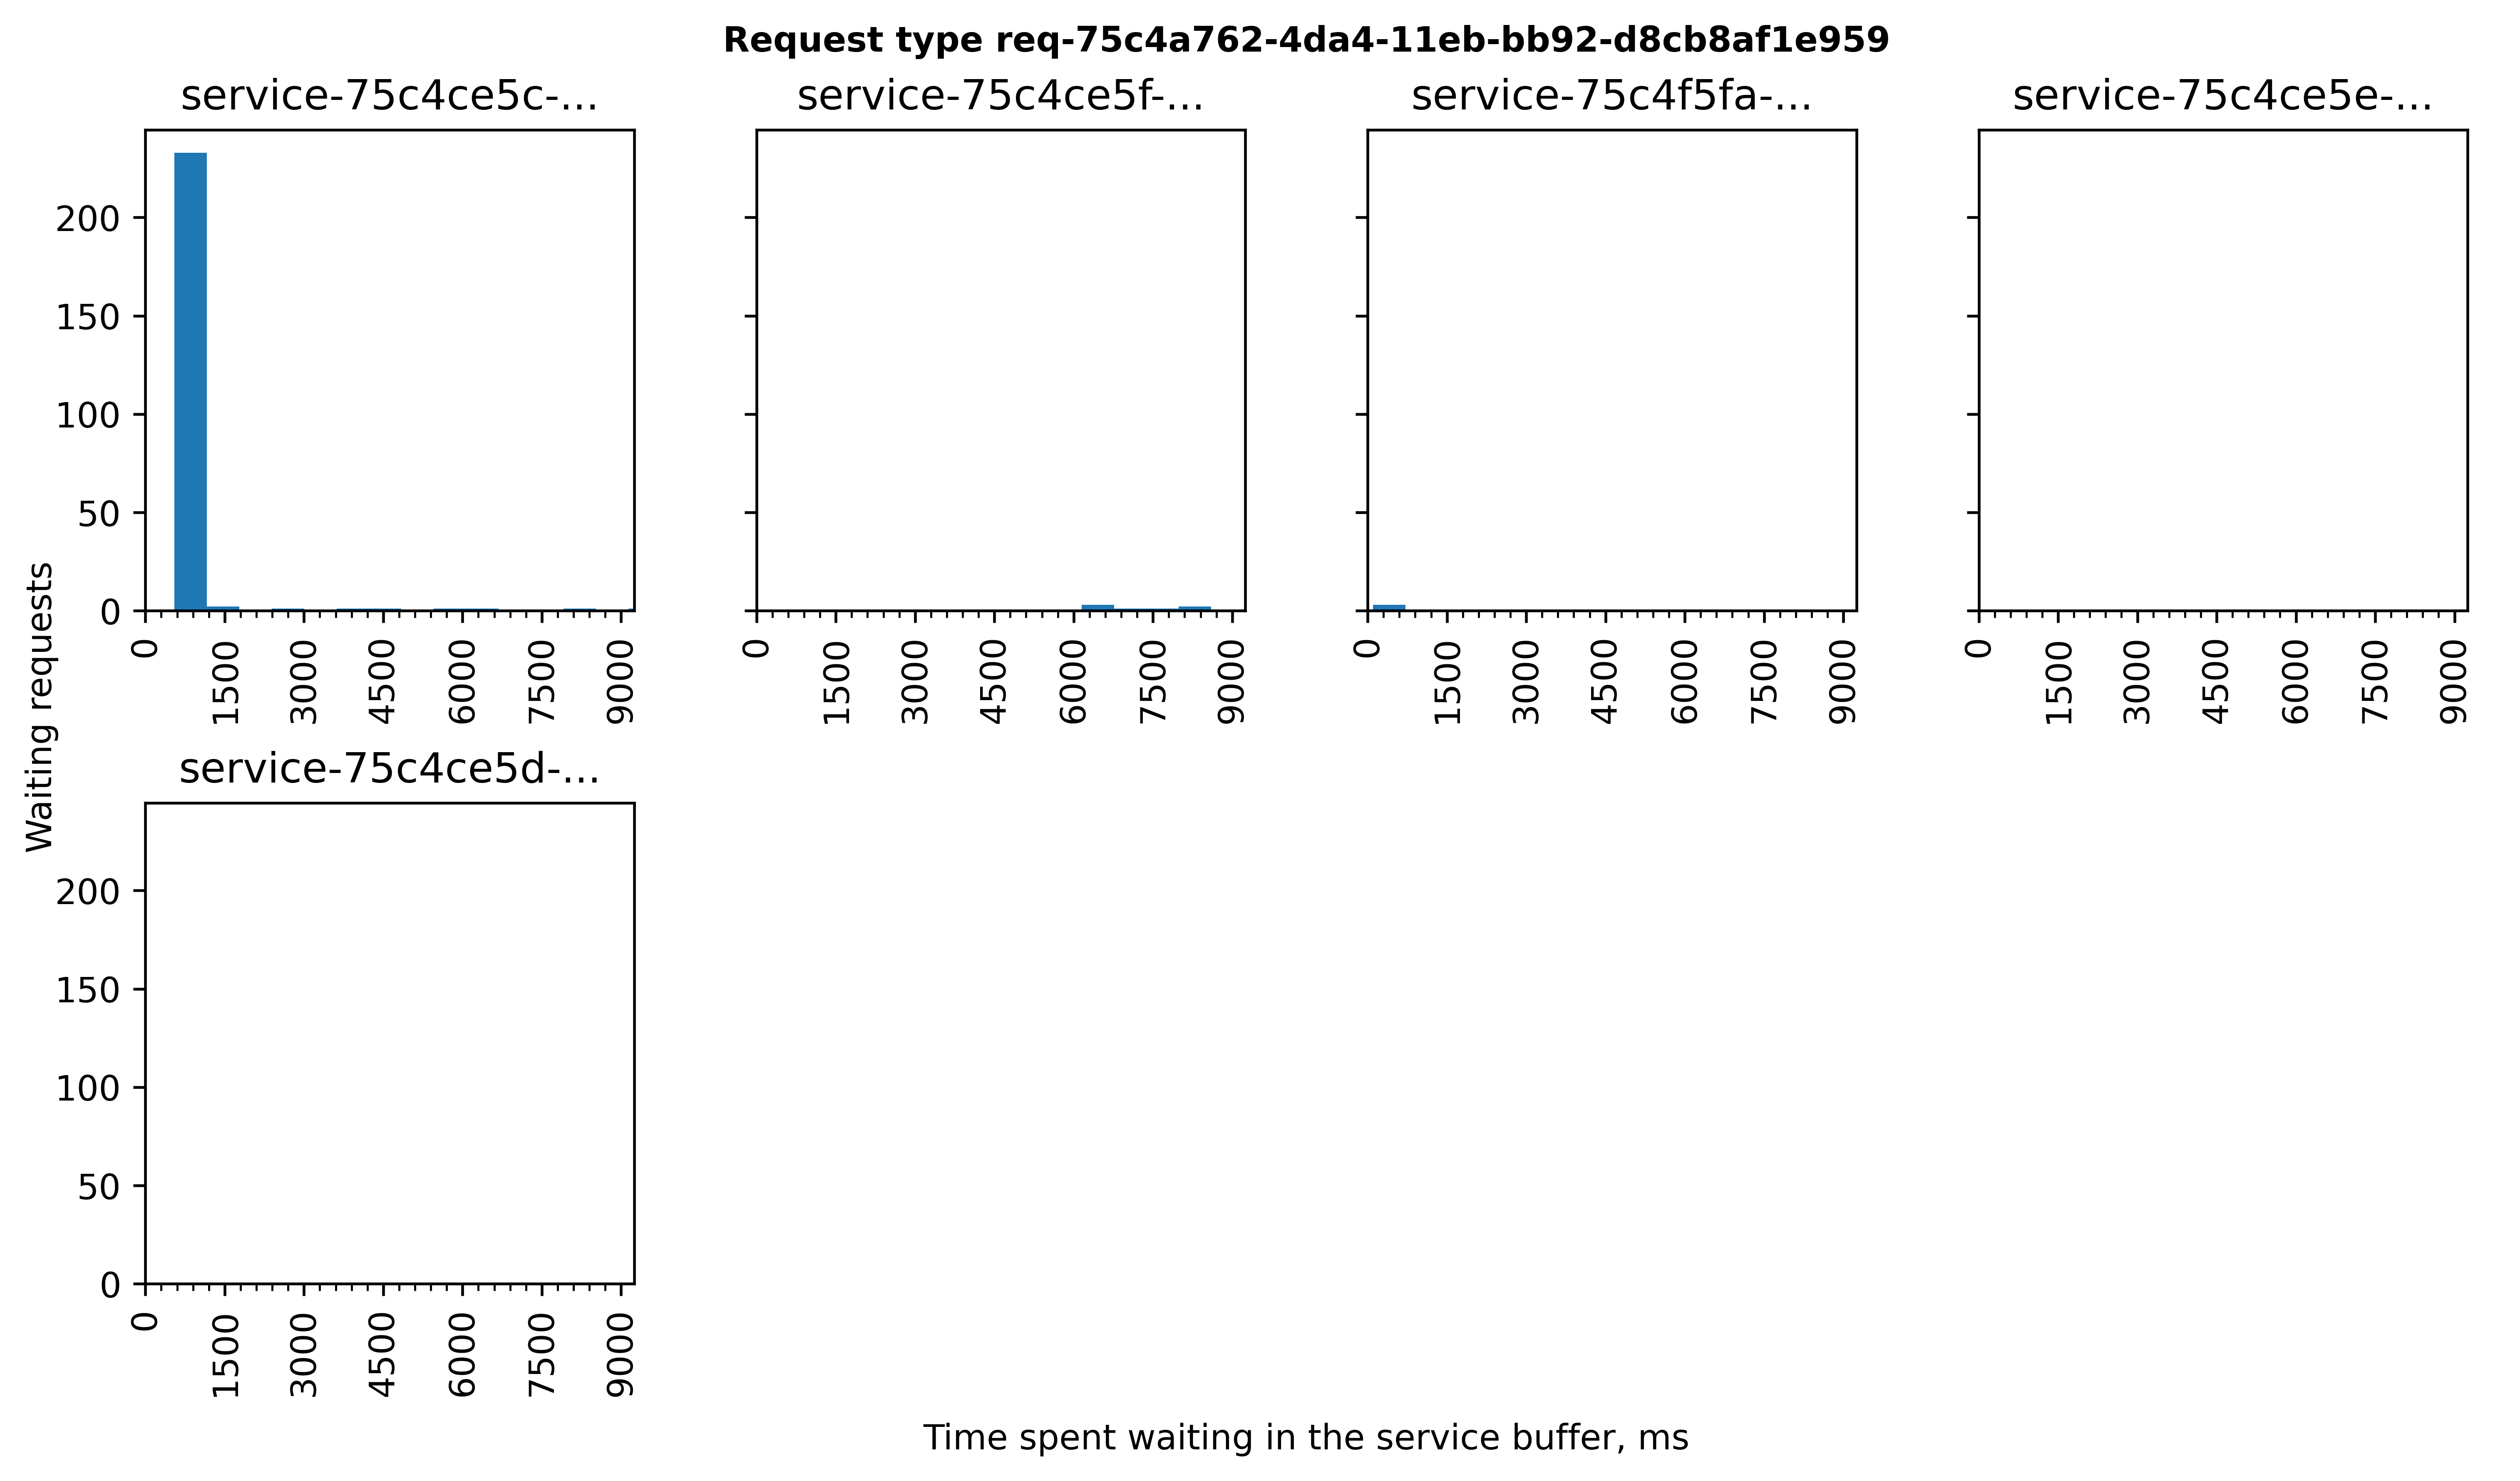 Request type req-75c4a762-4da4-11eb-bb92-d8cb8af1e959
service-75c4ce5c-...
service-75c4ce5f-...
service-75c4f5fa-...
service-75c4ce5e-...
200
150
100
50
0
0 1500 3000 4500 6000 7500 9000
0 1500 3000 4500 6000 7500 9000
0 1500 3000 4500 6000 7500 9000
0 1500 3000 4500 6000 7500 9000
Waiting requests
service-75c4ce5d-...
200
150
100
50
0
0 1500 3000 4500 6000 7500 9000
Time spent waiting in the service buffer, ms